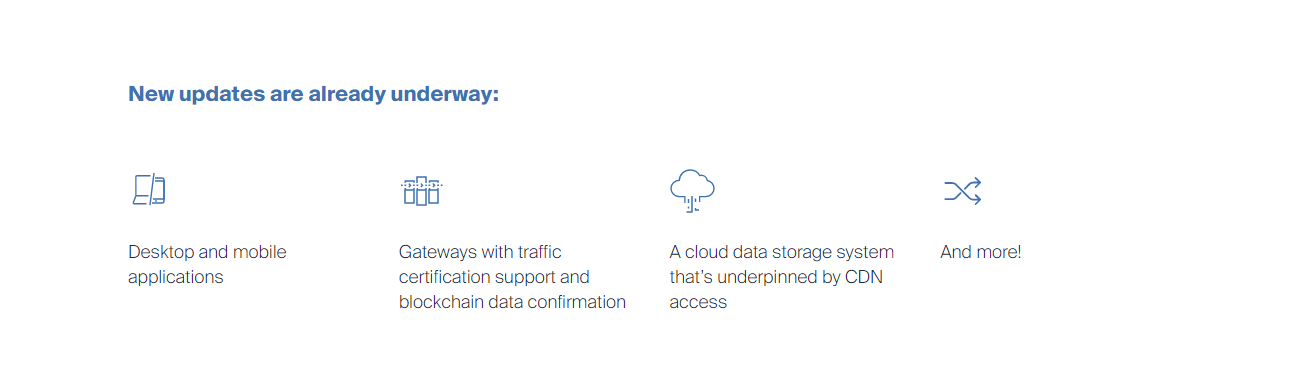 New updates are already underway:
Desktop and mobile
applications
Gateways with traffic
certification support and
blockchain data confirmation
A cloud data storage system
that's underpinned by CDN
access
And more!